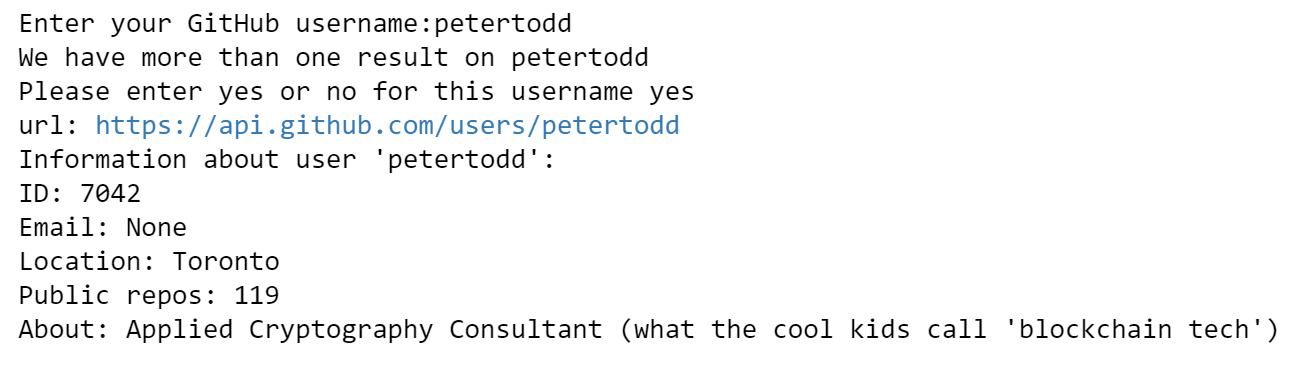 Enter your GitHub username:petertodd
We have more than one result on petertodd
Please enter yes or no for this username yes
url: https://api.github.com/users/petertodd
Information about user 'petertodd':
ID: 7042
Email: None
Location: Toronto
Public repos: 119
About: Applied Cryptography Consultant (what the cool kids call 'blockchain tech')